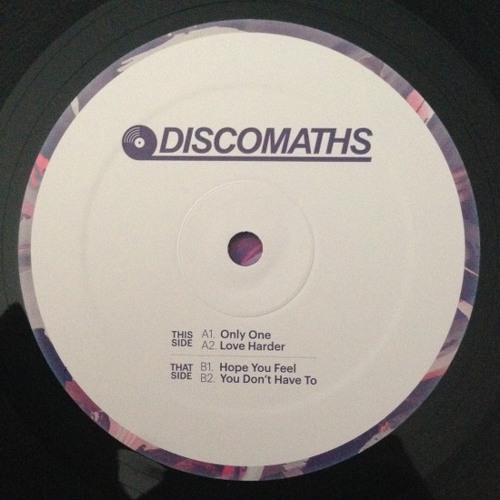 DISCOMATHS
THIS SIDE
A1. Only One
A2. Love Harder
THAT SIDE
B1. Hope You Feel
B2. You Don't Have To